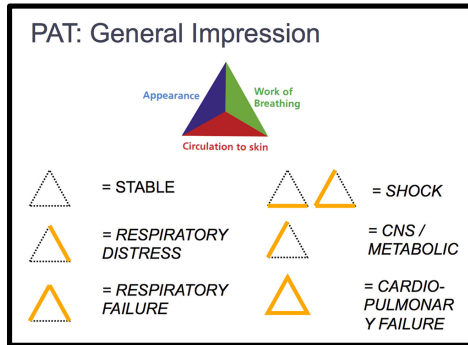 PAT: General Impression
Appearance
Work of
Breathing
Circulation to skin
= STABLE
= SHOCK
= RESPIRATORY
DISTRESS
= CNS /
METABOLIC
= RESPIRATORY
FAILURE
= CARDIO-
PULMONAR
Y FAILURE